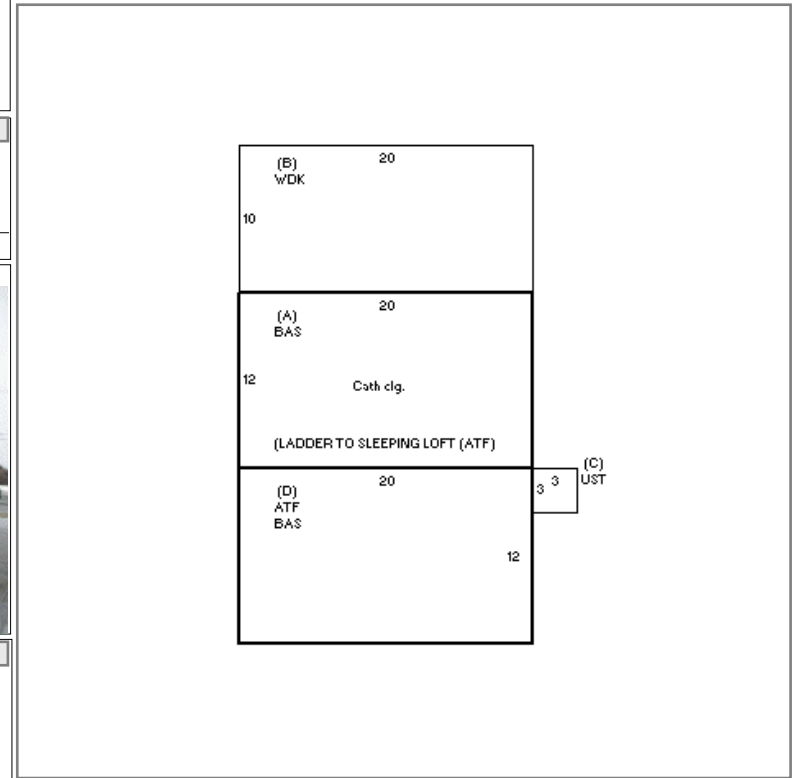 (B) 20
WDK
10
20
(A)
BAS
12
Cath clg.
(LADDER TO SLEEPING LOFT (ATF)
(C)
20
3 3 UST
(D)
ATF
BAS
12